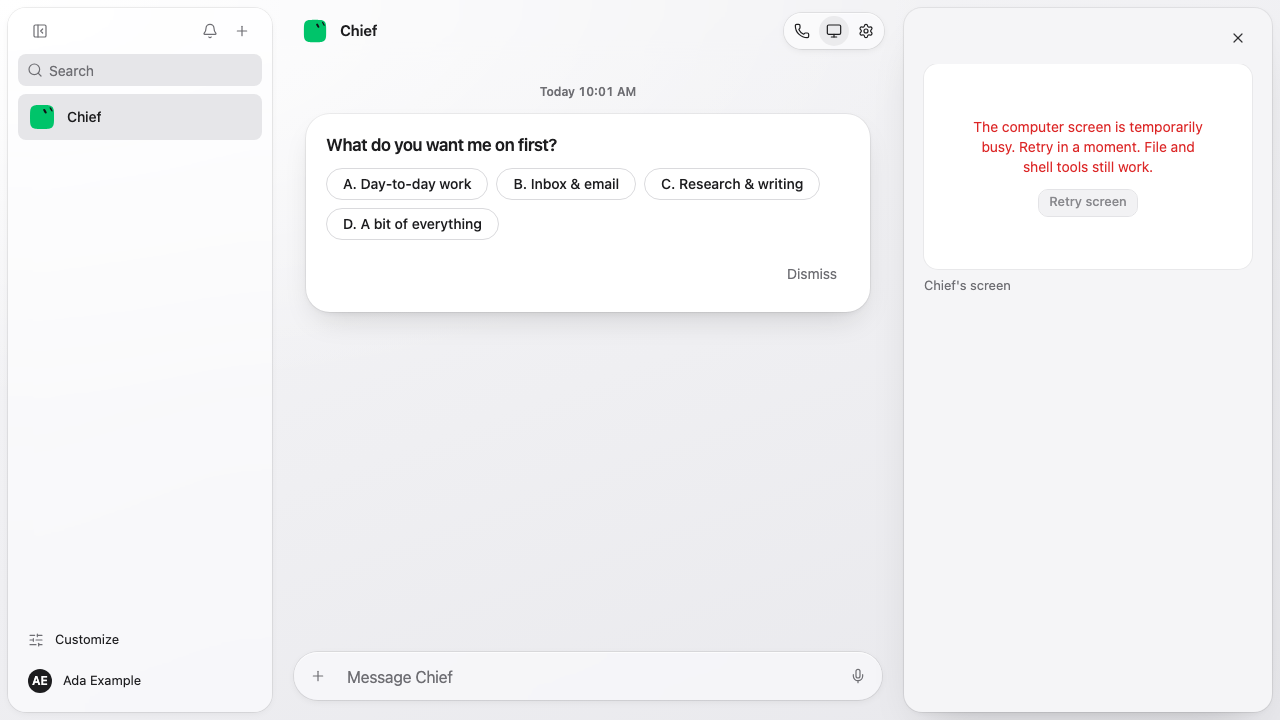 Search
Chief
Customize
AE
Ada Example
Chief
Today 10:01 AM
What do you want me on first?
A. Day-to-day work
B. Inbox & email
C. Research & writing
D. A bit of everything
Dismiss
Message Chief
The computer screen is temporarily
busy. Retry in a moment. File and
shell tools still work.
Retry screen
Chief's screen